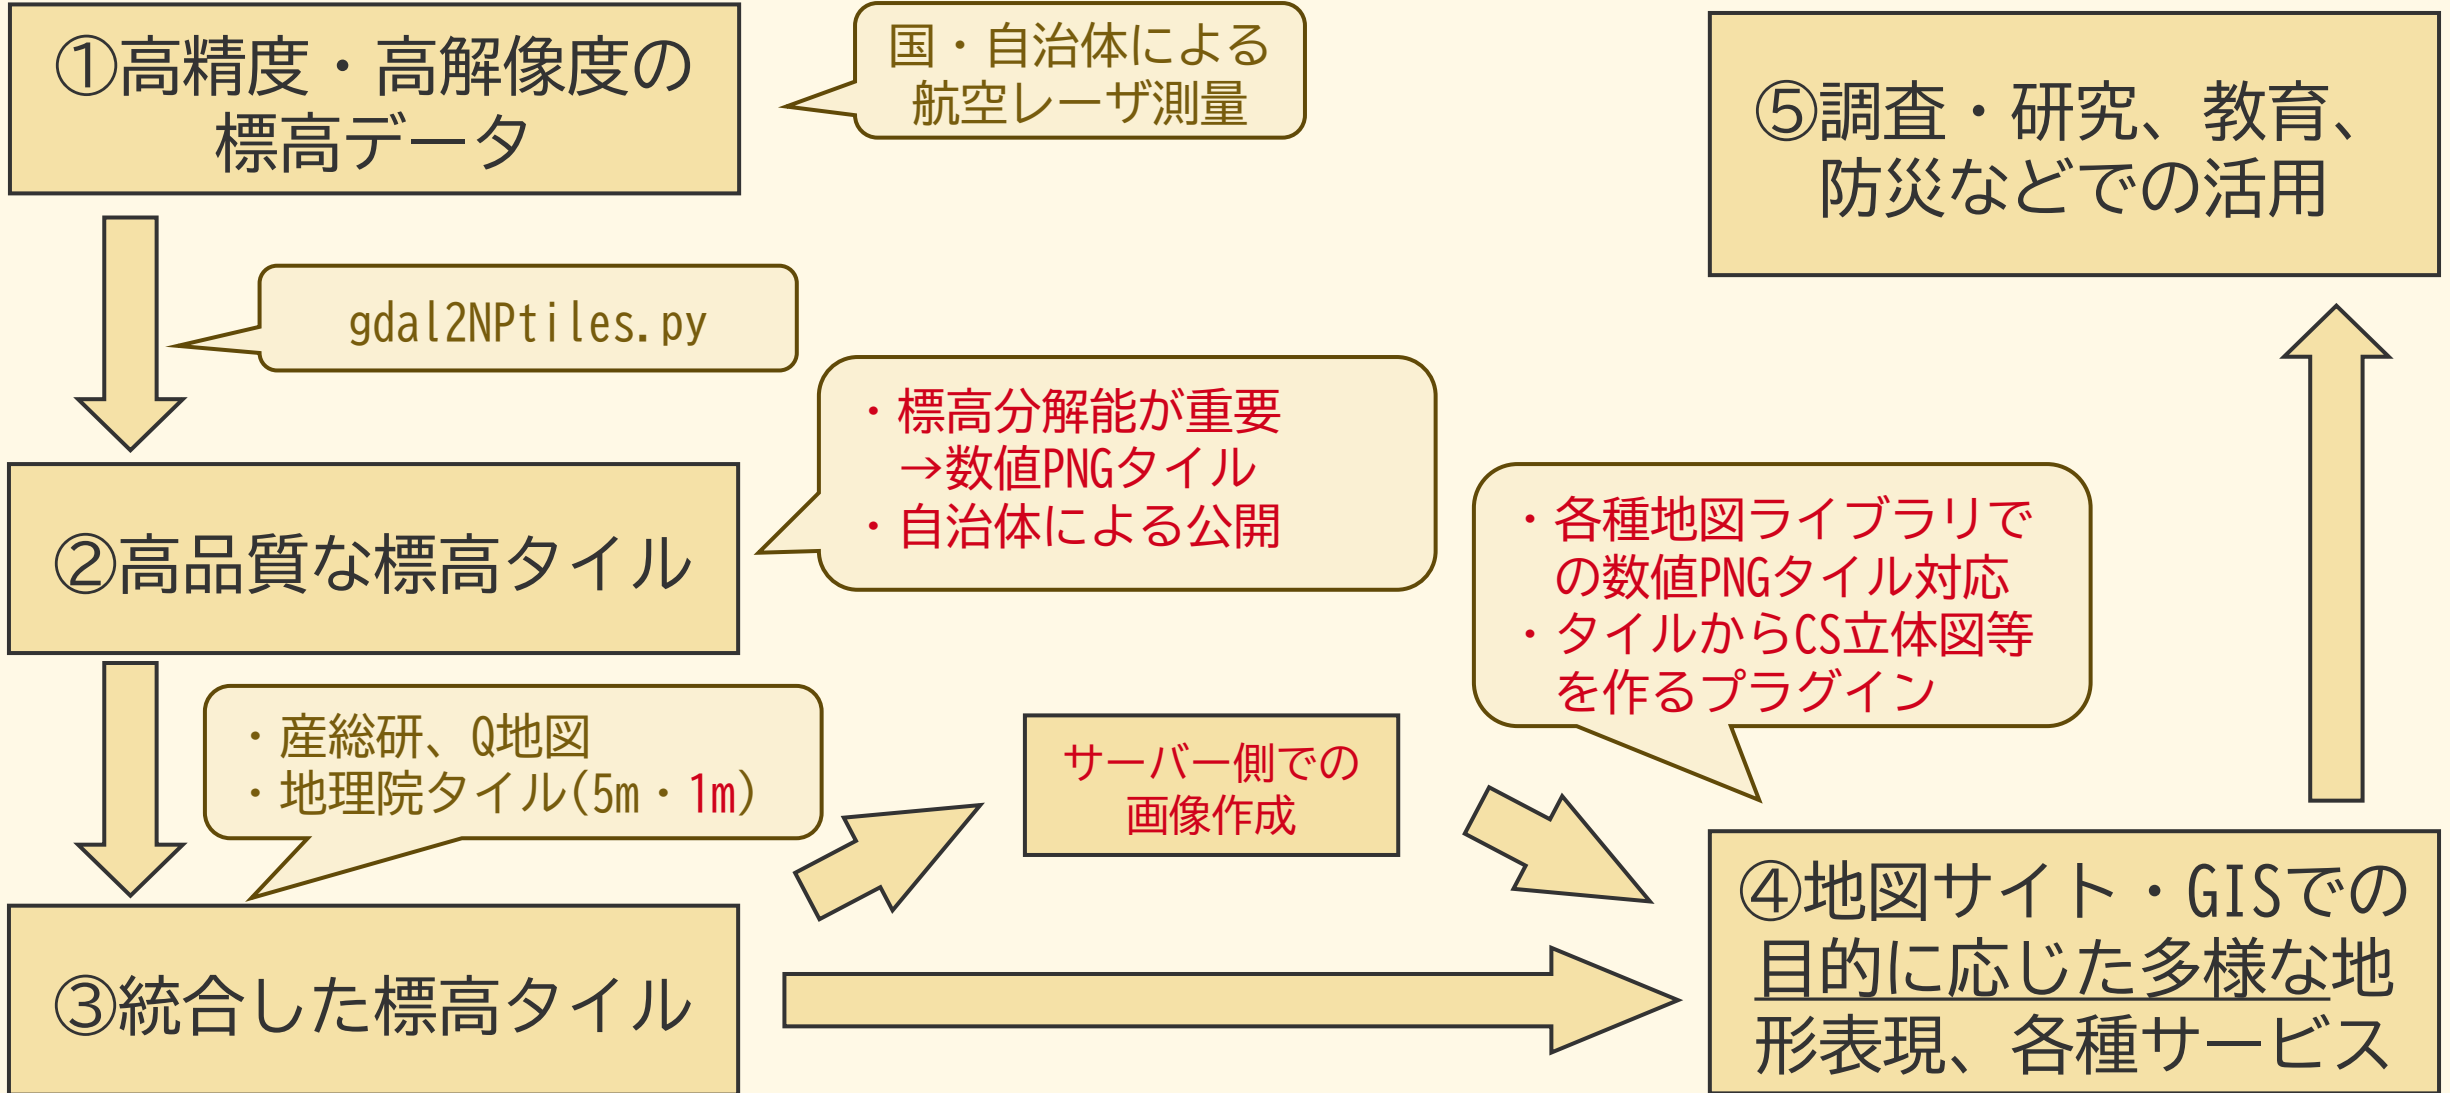 ①高精度・高解像度の
標高データ
国・自治体による
航空レーザ測量
gdal2NPtiles.py
②高品質な標高タイル
・標高分解能が重要
→数値PNGタイル
・自治体による公開
・産総研、Q地図
・地理院タイル(5m・1m)
③統合した標高タイル
サーバー側での
画像作成
・各種地図ライブラリで
の数値PNGタイル対応
・タイルからCS立体図等
を作るプラグイン
④地図サイト・GISでの
目的に応じた多様な地
形表現、各種サービス
⑤調査・研究、教育、
防災などでの活用